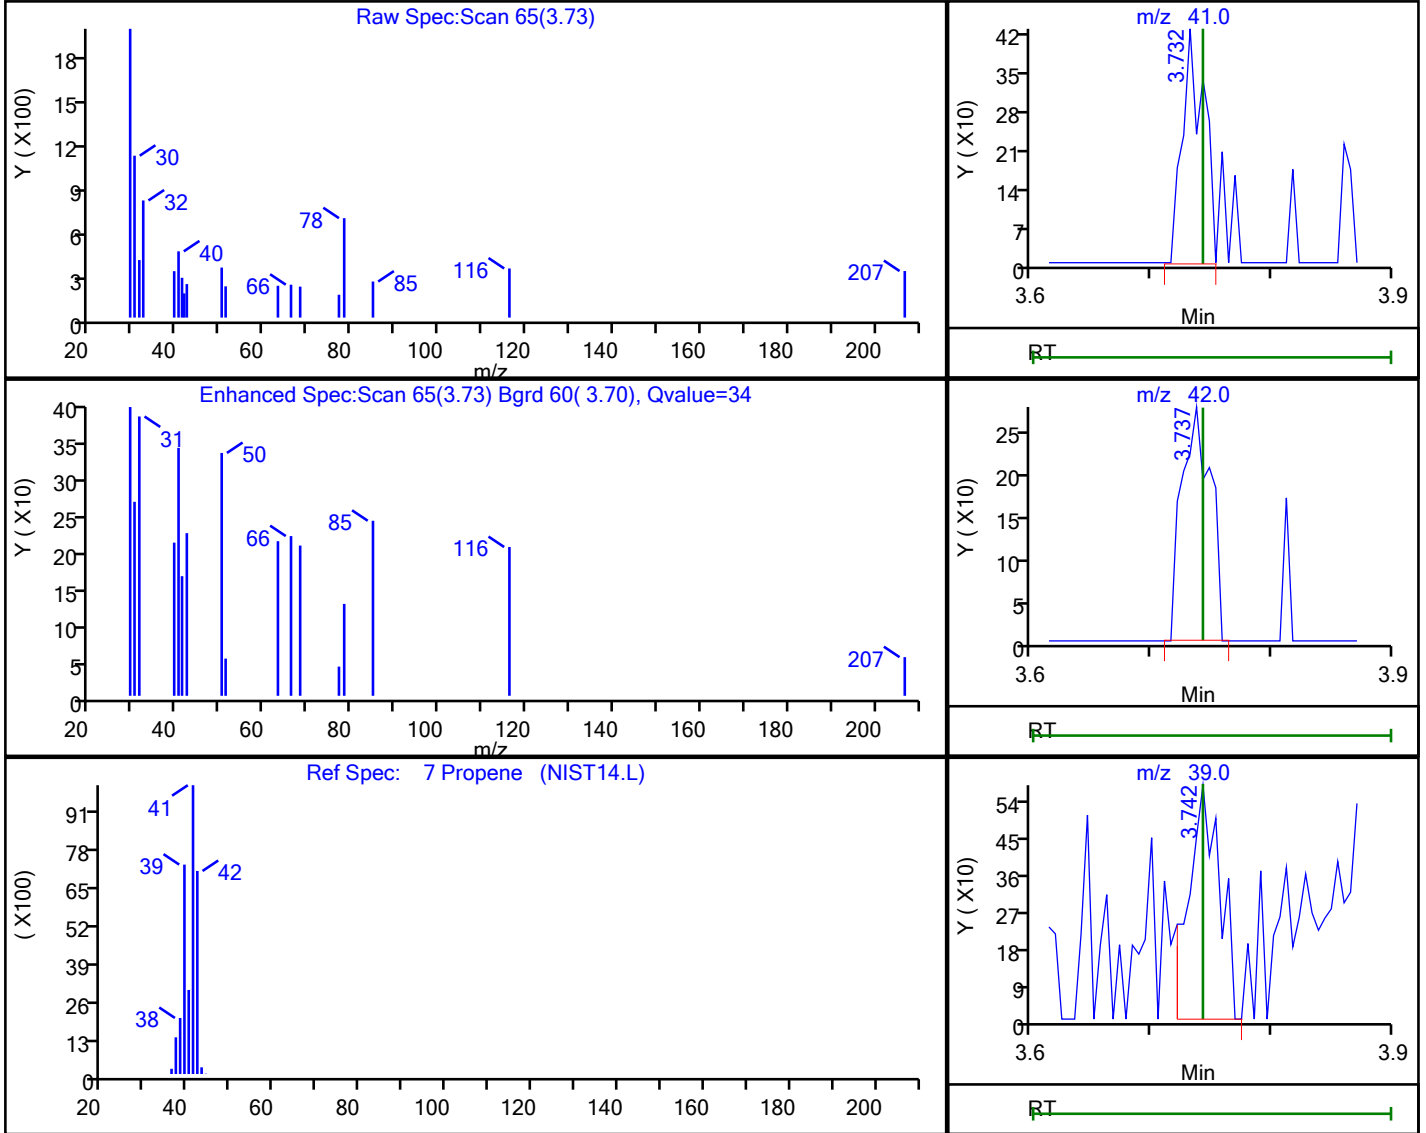 Raw Spec:Scan 65(3.73)
Y ( X100)
18
15
12
9
6
3
0
30
32
40
66
78
85
116
207
20 40 60 80 100 120 140 160 180 200
m/z
m/z 41.0
Y ( X10)
42
35
28
21
14
7
0
3.732
3.6 3.9
Min
RT
Enhanced Spec:Scan 65(3.73) Bgrd 60( 3.70), Qvalue=34
Y ( X10)
40
35
30
25
20
15
10
5
0
31
50
66
85
116
207
20 40 60 80 100 120 140 160 180 200
m/z
m/z 42.0
Y ( X10)
25
20
15
10
5
0
3.737
3.6 3.9
Min
RT
Ref Spec: 7 Propene (NIST14.L)
( X100)
91
78
65
52
39
26
13
0
41
39
42
38
20 40 60 80 100 120 140 160 180 200
m/z 39.0
Y ( X10)
54
45
36
27
18
9
0
3.742
3.6 3.9
Min
RT